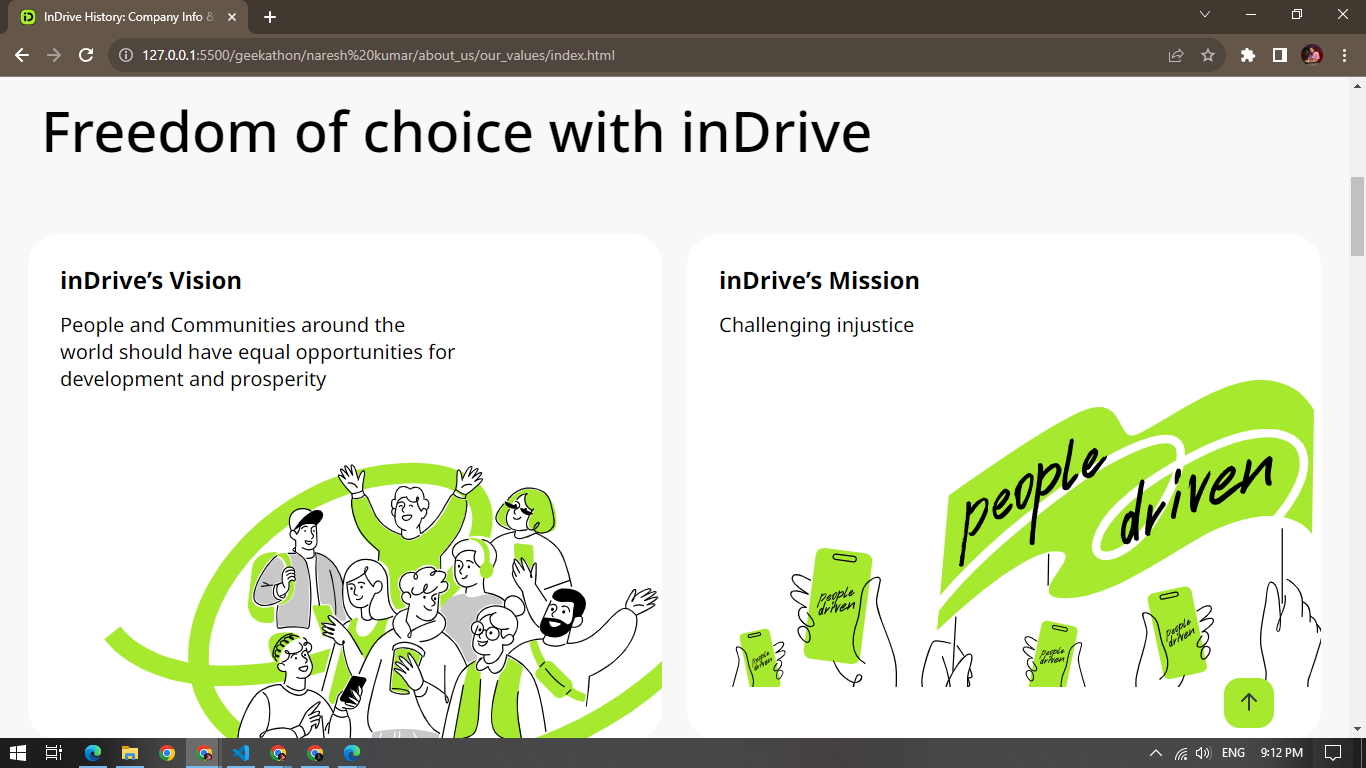 InDrive History: Company Info &
127.0.0.1:5500/geekathon/naresh%20kumar/about_us/our_values/index.html
Freedom of choice with inDrive
inDrive’s Vision
People and Communities around the
world should have equal opportunities for
development and prosperity
inDrive’s Mission
Challenging injustice
people
driven
people
driven
people
driven
people
driven
people
driven
ENG
9:12 PM